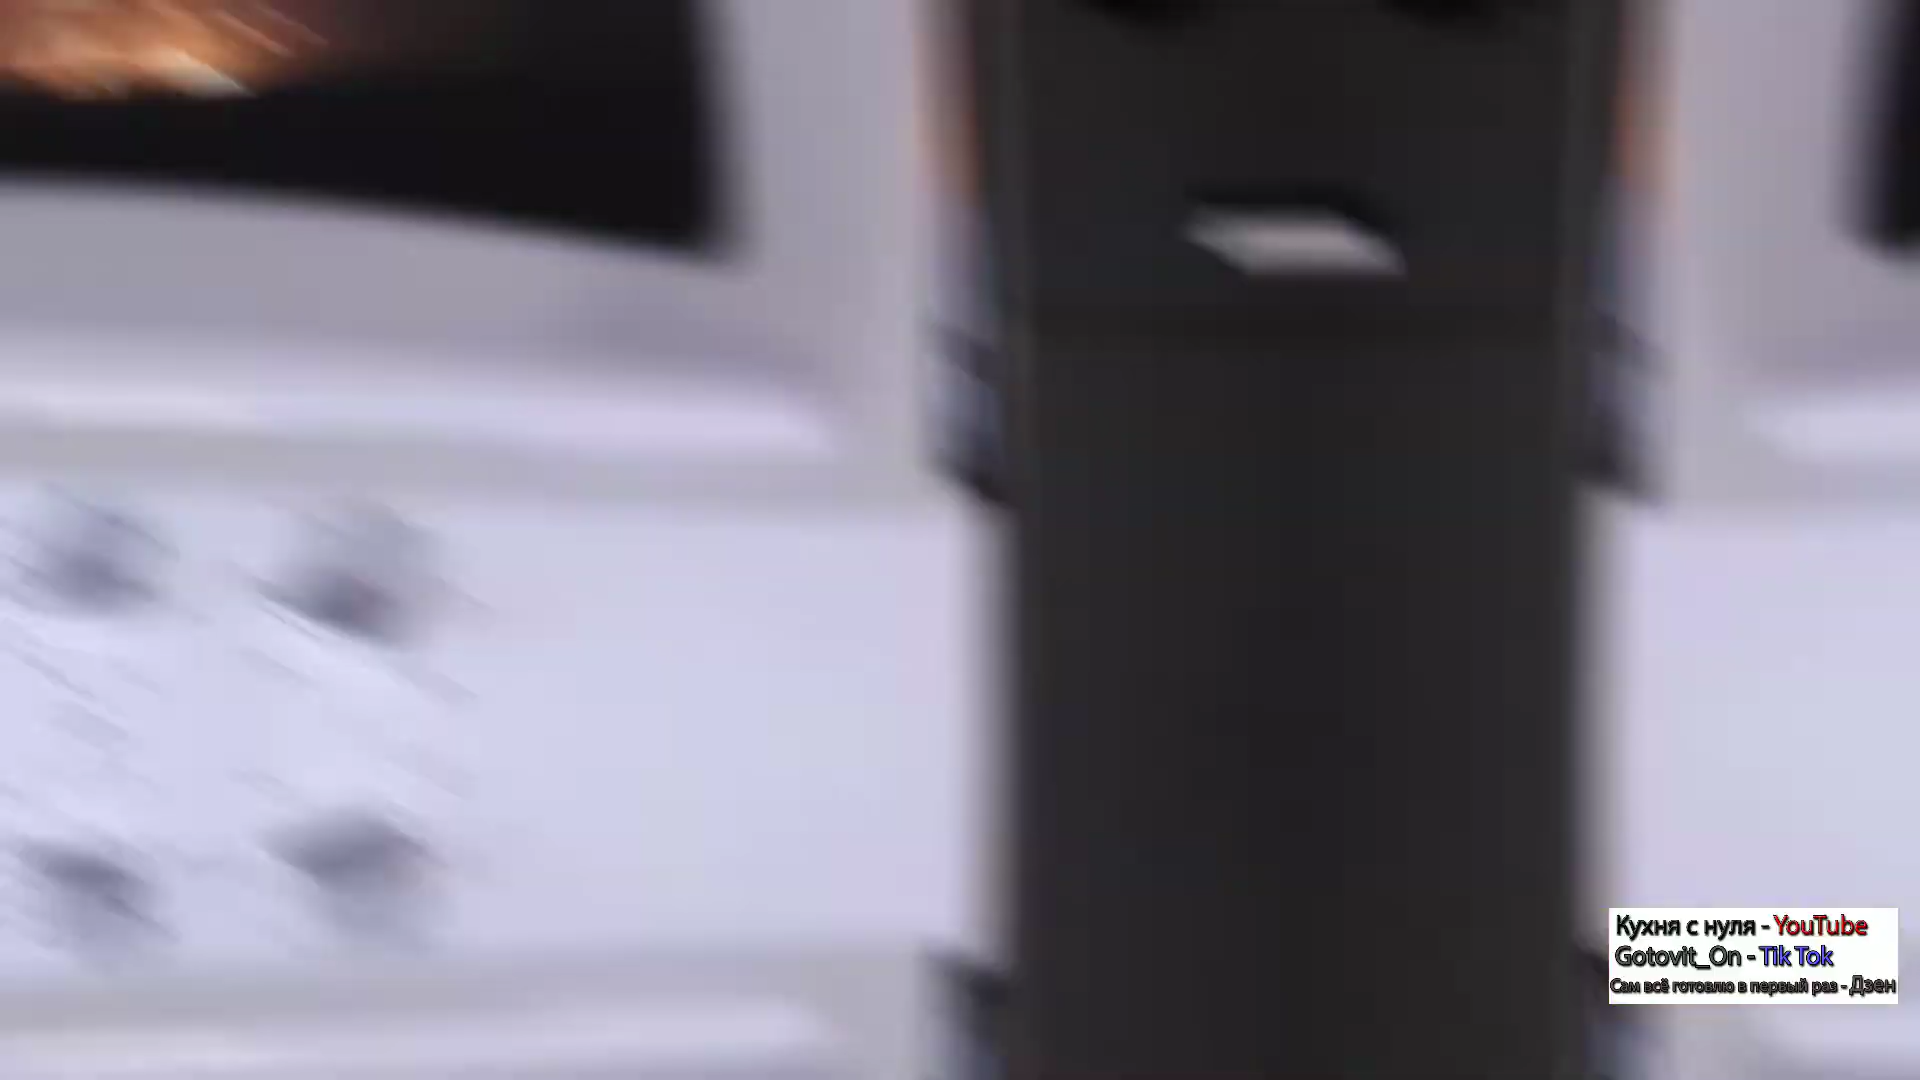 Кухня с нуля - YouTube
Gotovit_On - Tik Tok
Сам всё готовлю в первый раз - Дзен